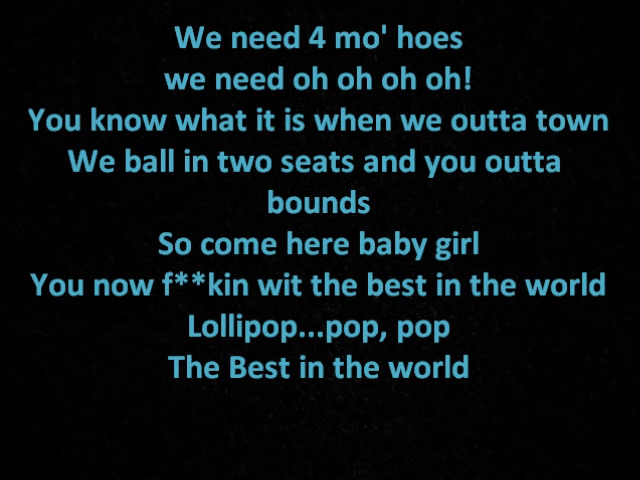 We need 4 mo' hoes
we need oh oh oh oh!
You know what it is when we outta town
We ball in two seats and you outta
bounds
So come here baby girl
You now f**kin wit the best in the world
Lollipop...pop, pop
The Best in the world